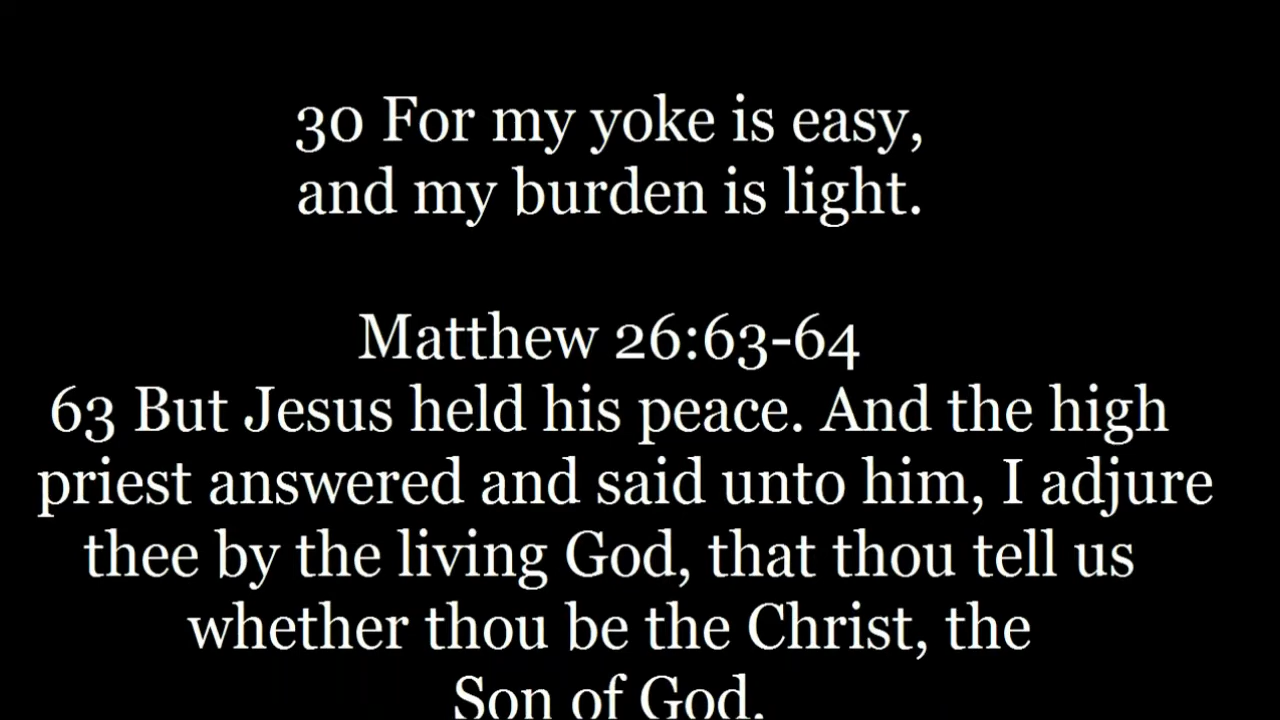 30 For my yoke is easy,
and my burden is light.
Matthew 26:63-64
63 But Jesus held his peace. And the high
priest answered and said unto him, I adjure
thee by the living God, that thou tell us
whether thou be the Christ, the
Son of God.